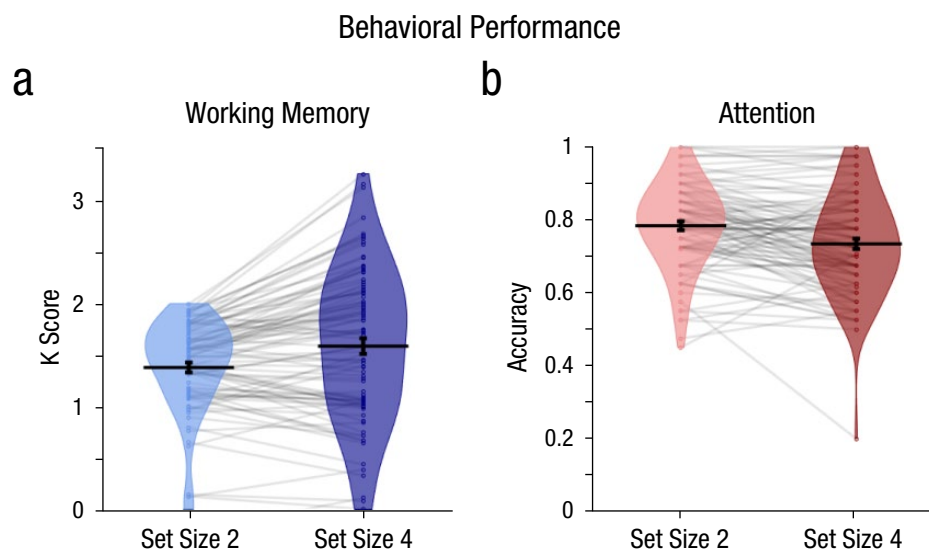 Behavioral Performance
a
Working Memory
K Score
3
2
1
0
Set Size 2
Set Size 4
b
Attention
Accuracy
1
0.8
0.6
0.4
0.2
0
Set Size 2
Set Size 4